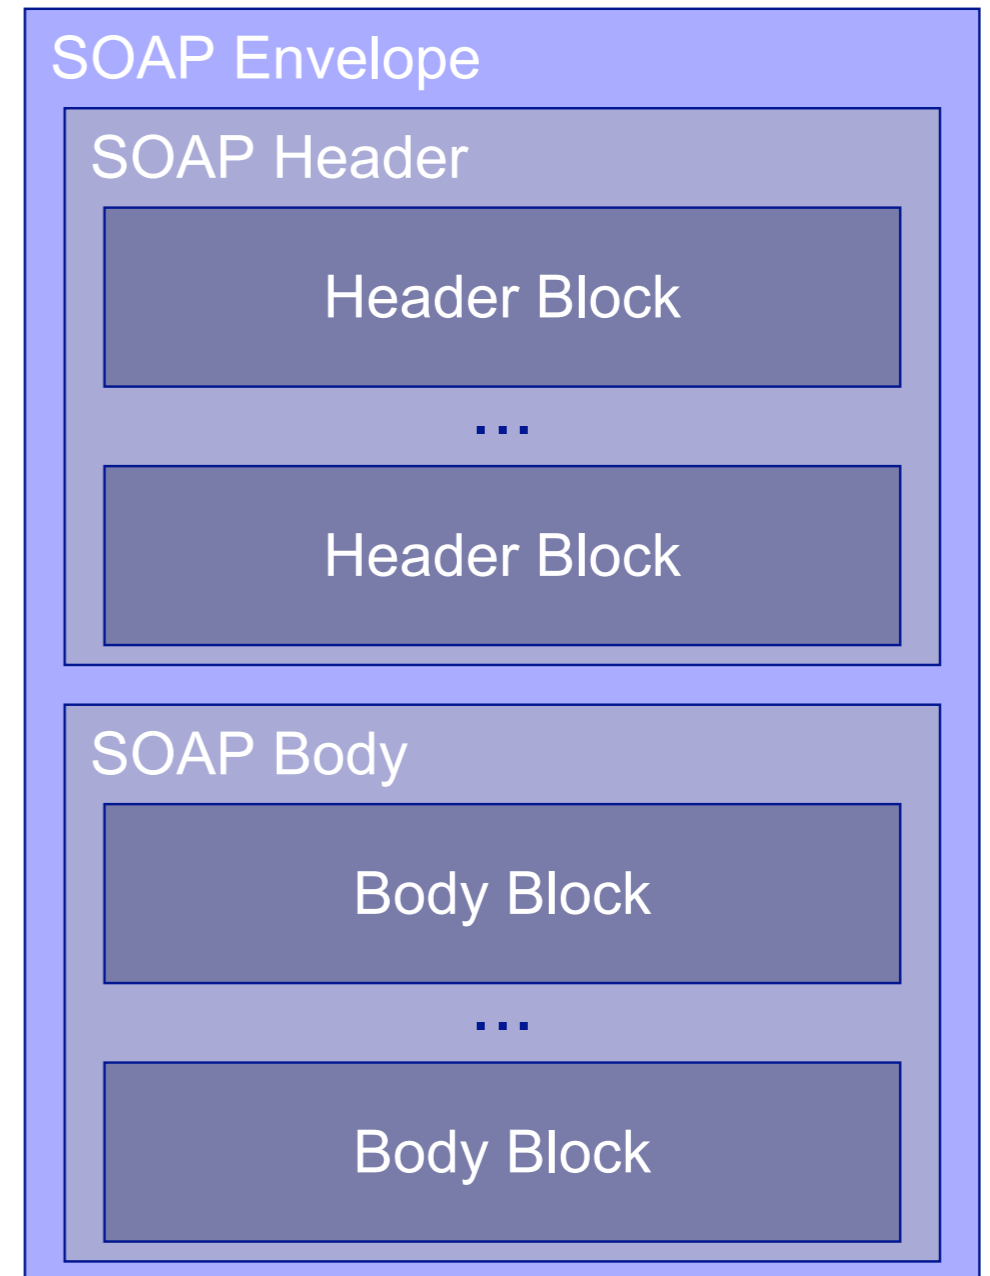 SOAP Envelope
SOAP Header
Header Block
...
Header Block
SOAP Body
Body Block
...
Body Block